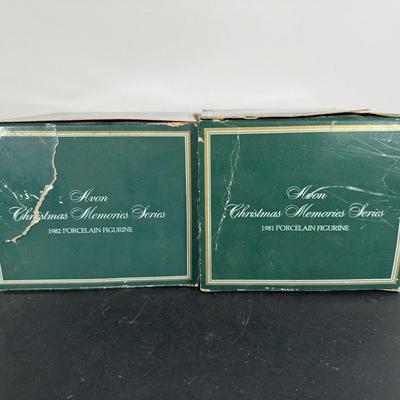 Avon
Christmas Memories Series
1982 PORCELAIN FIGURINE
Avon
Christmas Memories Series
1981 PORCELAIN FIGURINE